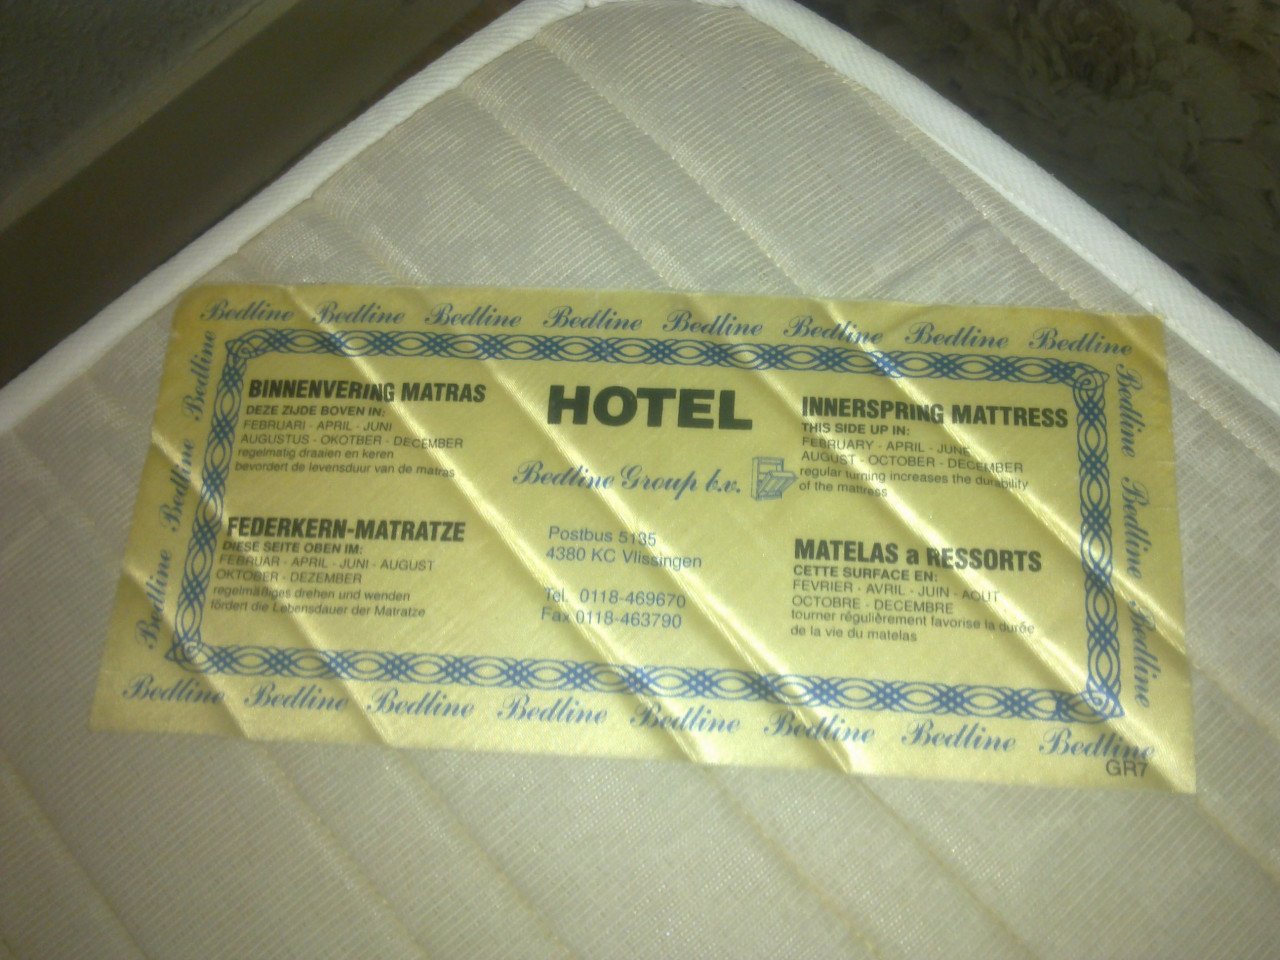 Bedline Bedline Bedline Bedline Bedline Bedline Bedline Bedline
BINNENVERING MATRAS
DEZE ZIJDE BOVEN IN:
FEBRUARI - APRIL - JUNI
AUGUSTUS - OKOTBER - DECEMBER
regelmatig draaien en keren
bevordert de levensduur van de matras
HOTEL
Bedline Group b.v.
INNERSPRING MATTRESS
THIS SIDE UP IN:
FEBRUARY - APRIL - JUNE
AUGUST - OCTOBER - DECEMBER
regular turning increases the durability
of the mattress
FEDERKERN-MATRATZE
DIESE SEITE OBEN IM:
FEBRUAR - APRIL - JUNI - AUGUST
OKTOBER - DEZEMBER
regelmäßiges drehen und wenden
fördert die Lebensdauer der Matratze
Postbus 5135
4380 KC Vlissingen
Tel. 0118-469670
Fax 0118-463790
MATELAS a RESSORTS
CETTE SURFACE EN:
FEVRIER - AVRIL - JUIN - AOUT
OCTOBRE - DECEMBRE
tourner régulièrement favorise la durée
de la vie du matelas
Bedline Bedline Bedline
Bedline Bedline Bedline
Bedline Bedline Bedline Bedline Bedline Bedline Bedline Bedline
GR7